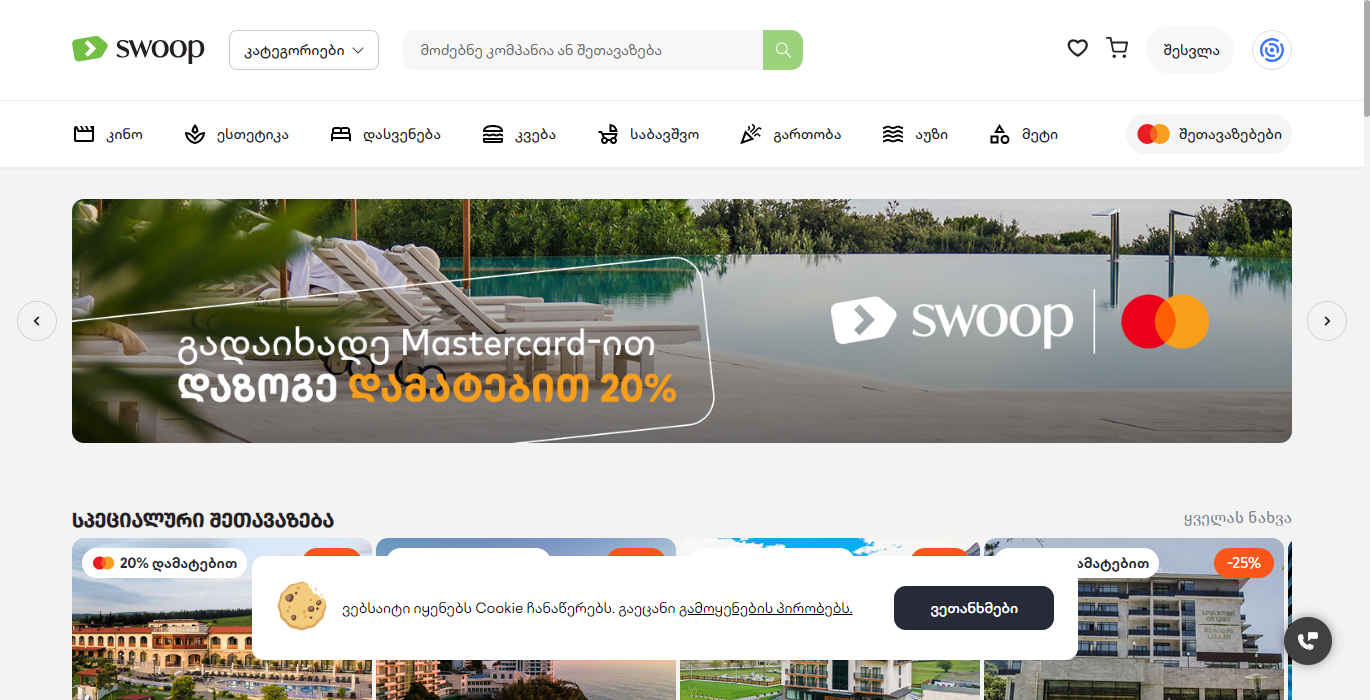 swoop
კატეგორიები
მოძებნე კომპანია ან შეთავაზება
შესვლა
კინო
ესთეტიკა
დასვენება
კვება
საბავშვო
გართობა
აუზი
მეტი
შეთავაზებები
გადაიხადე Mastercard-ით
დაზოგე დამატებით 20%
swoop
სპეციალური შეთავაზება
ყველას ნახვა
20% დამატებით
-25%
ვებსაიტი იყენებს Cookie ჩანაწერებს. გაეცანი გამოყენების პირობებს.
ვეთანხმები